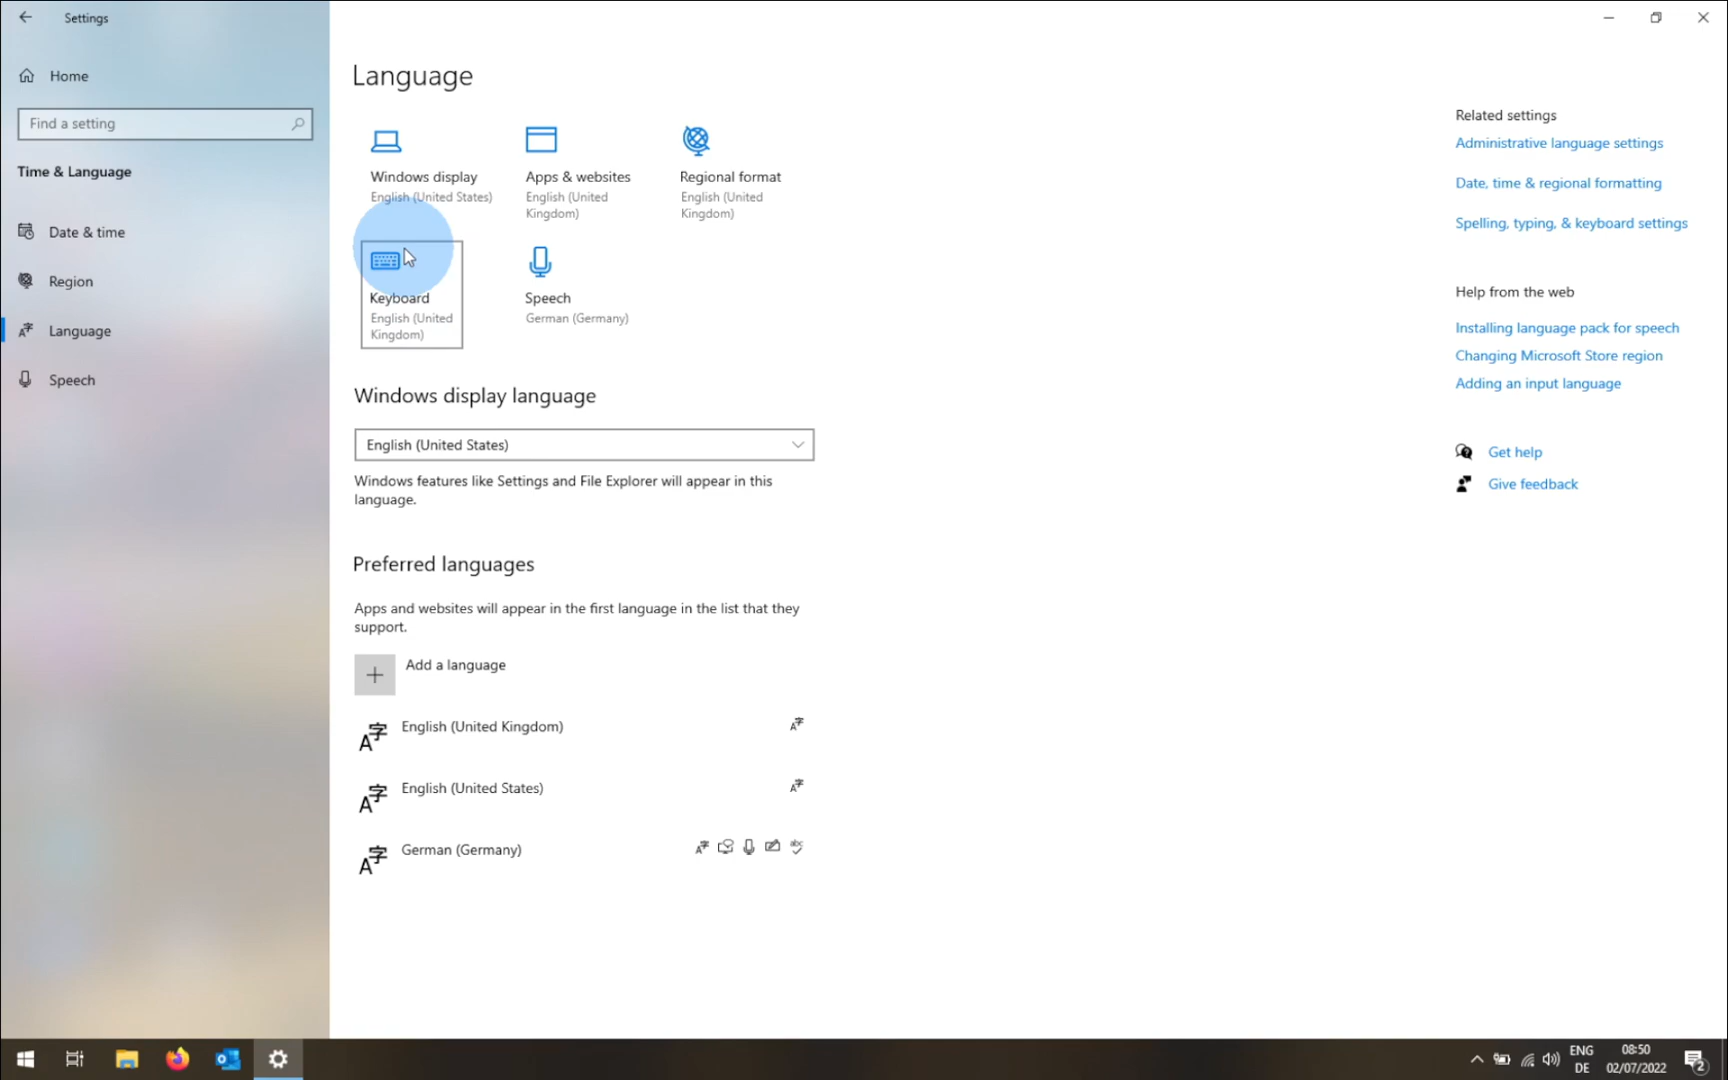 Settings
Home
Find a setting
Time & Language
Date & time
Region
Language
Speech
Language
Windows display
English (United States)
Apps & websites
English (United
Kingdom)
Regional format
English (United
Kingdom)
Keyboard
English (United
Kingdom)
Speech
German (Germany)
Windows display language
English (United States)
Windows features like Settings and File Explorer will appear in this
language.
Preferred languages
Apps and websites will appear in the first language in the list that they
support.
Add a language
English (United Kingdom)
English (United States)
German (Germany)
Related settings
Administrative language settings
Date, time & regional formatting
Spelling, typing, & keyboard settings
Help from the web
Installing language pack for speech
Changing Microsoft Store region
Adding an input language
Get help
Give feedback
ENG
DE
08:50
02/07/2022
2